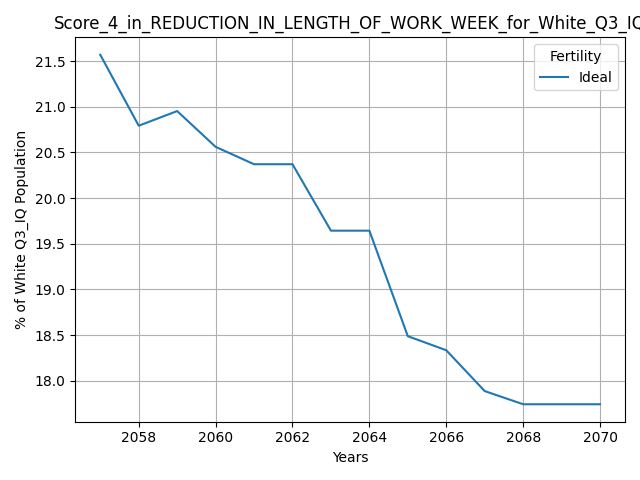 Score_4_in_REDUCTION_IN_LENGTH_OF_WORK_WEEK_for_White_Q3_IQ
Fertility
Ideal
21.5
21.0
20.5
20.0
19.5
19.0
18.5
18.0
% of White Q3_IQ Population
2058 2060 2062 2064 2066 2068 2070
Years